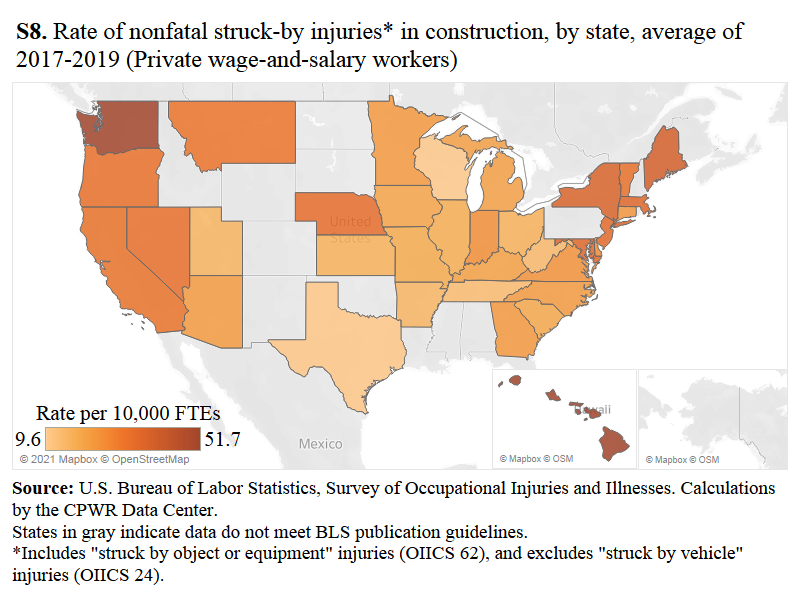 S8. Rate of nonfatal struck-by injuries* in construction, by state, average of
2017-2019 (Private wage-and-salary workers)
United
States
Hawaii
Rate per 10,000 FTEs
9.6 51.7
Mexico
© 2021 Mapbox © OpenStreetMap
© Mapbox © OSM
© Mapbox © OSM
Source: U.S. Bureau of Labor Statistics, Survey of Occupational Injuries and Illnesses. Calculations
by the CPWR Data Center.
States in gray indicate data do not meet BLS publication guidelines.
*Includes "struck by object or equipment" injuries (OIICS 62), and excludes "struck by vehicle"
injuries (OIICS 24).